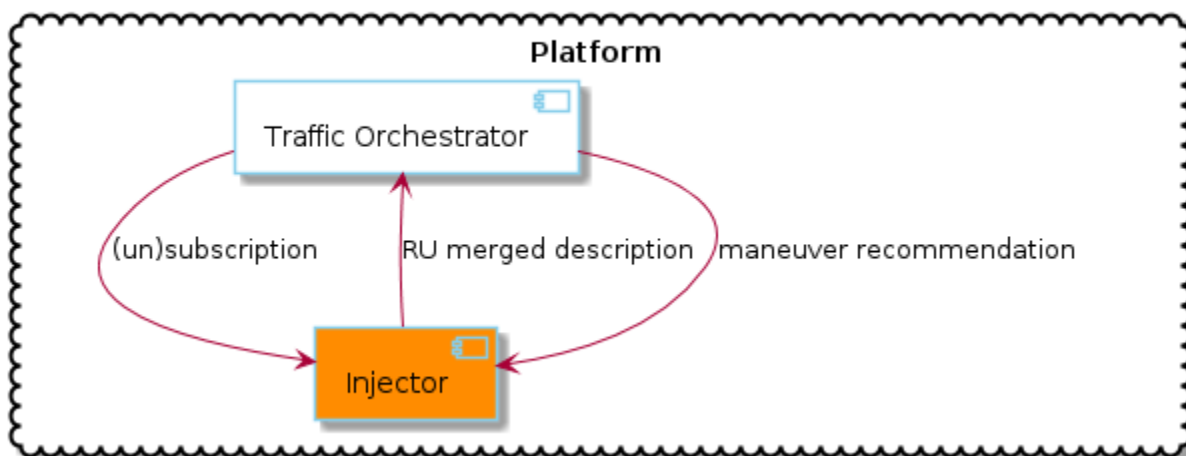 Platform
Traffic Orchestrator
(un)subscription
RU merged description
maneuver recommendation
Injector